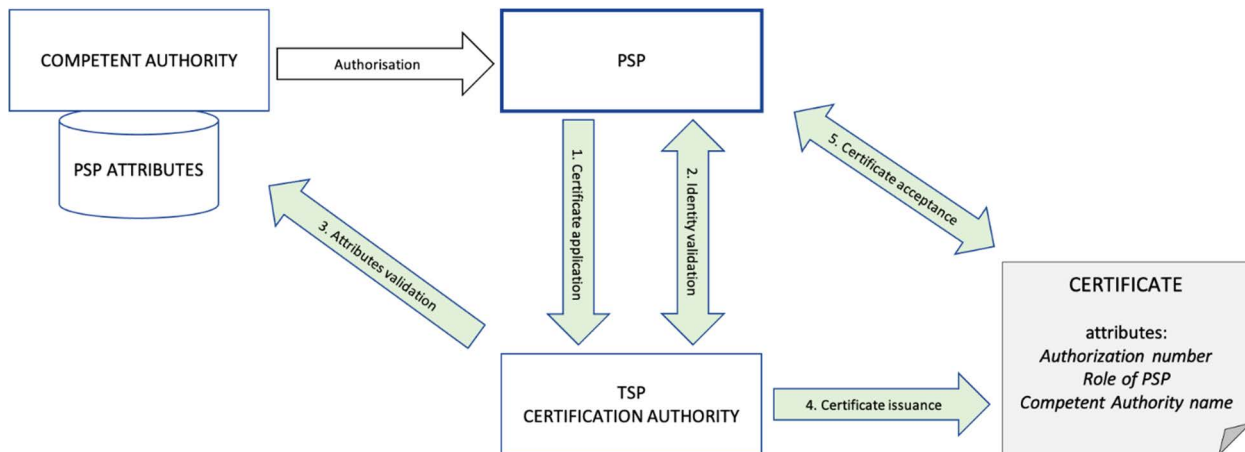 COMPETENT AUTHORITY
Authorisation
PSP
PSP ATTRIBUTES
1. Certificate application
2. Identity validation
3. Attributes validation
5. Certificate acceptance
TSP
CERTIFICATION AUTHORITY
4. Certificate issuance
CERTIFICATE
attributes:
Authorization number
Role of PSP
Competent Authority name